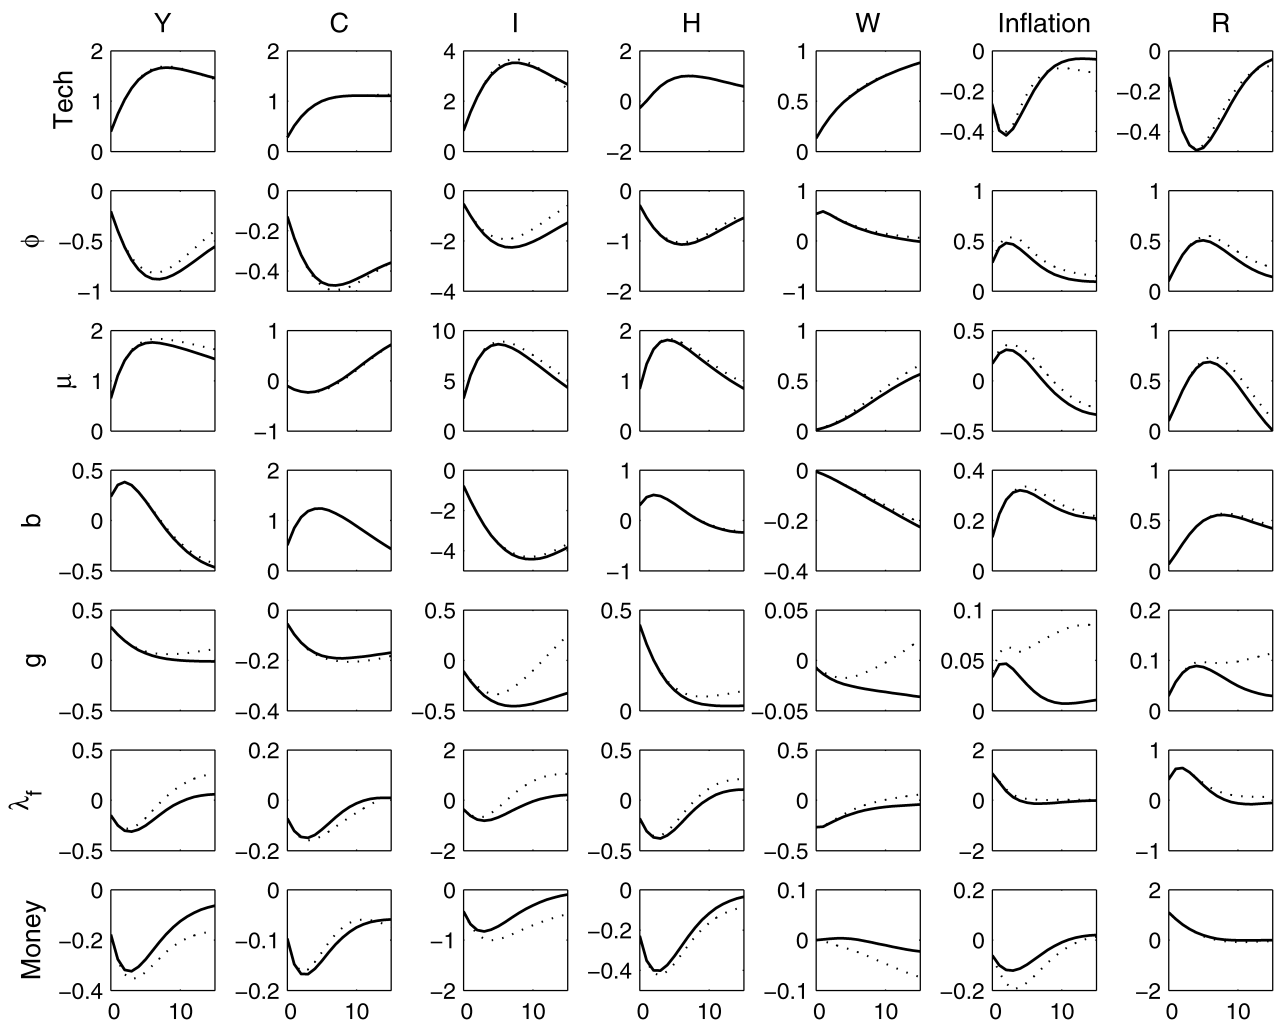 Y C I H W Inflation R
Tech
2 2 4 2 1 0 0
1 1 2 0 0.5 −0.2 −0.2
0 0 0 −2 0 −0.4 −0.4
ϕ
0 0 0 0 1 1 1
−0.5 −0.2 −2 −1 0 0.5 0.5
−1 −0.4 −4 −2 −1 0 0
μ
2 1 10 2 1 0.5 1
1 0 5 1 0.5 0 0.5
0 −1 0 0 0 −0.5 0
b
0.5 2 0 1 0 0.4 1
0 1 −2 0 −0.2 0.2 0.5
−0.5 0 −4 −1 −0.4 0 0
g
0.5 0 0.5 0.5 0.05 0.1 0.2
0 −0.2 0 0 0.05 0.1
−0.5 −0.4 −0.5 0 −0.05 0 0
λf
0.5 0.2 2 0.5 0.5 2 1
0 0 0 0 0 0 0
−0.5 −0.2 −2 −0.5 −0.5 −2 −1
Money
0 0 0 0 0.1 0.2 2
−0.2 −0.1 −1 −0.2 0 0 0
−0.4 −0.2 −2 −0.4 −0.1 −0.2 −2
0 10 0 10 0 10 0 10 0 10 0 10 0 10